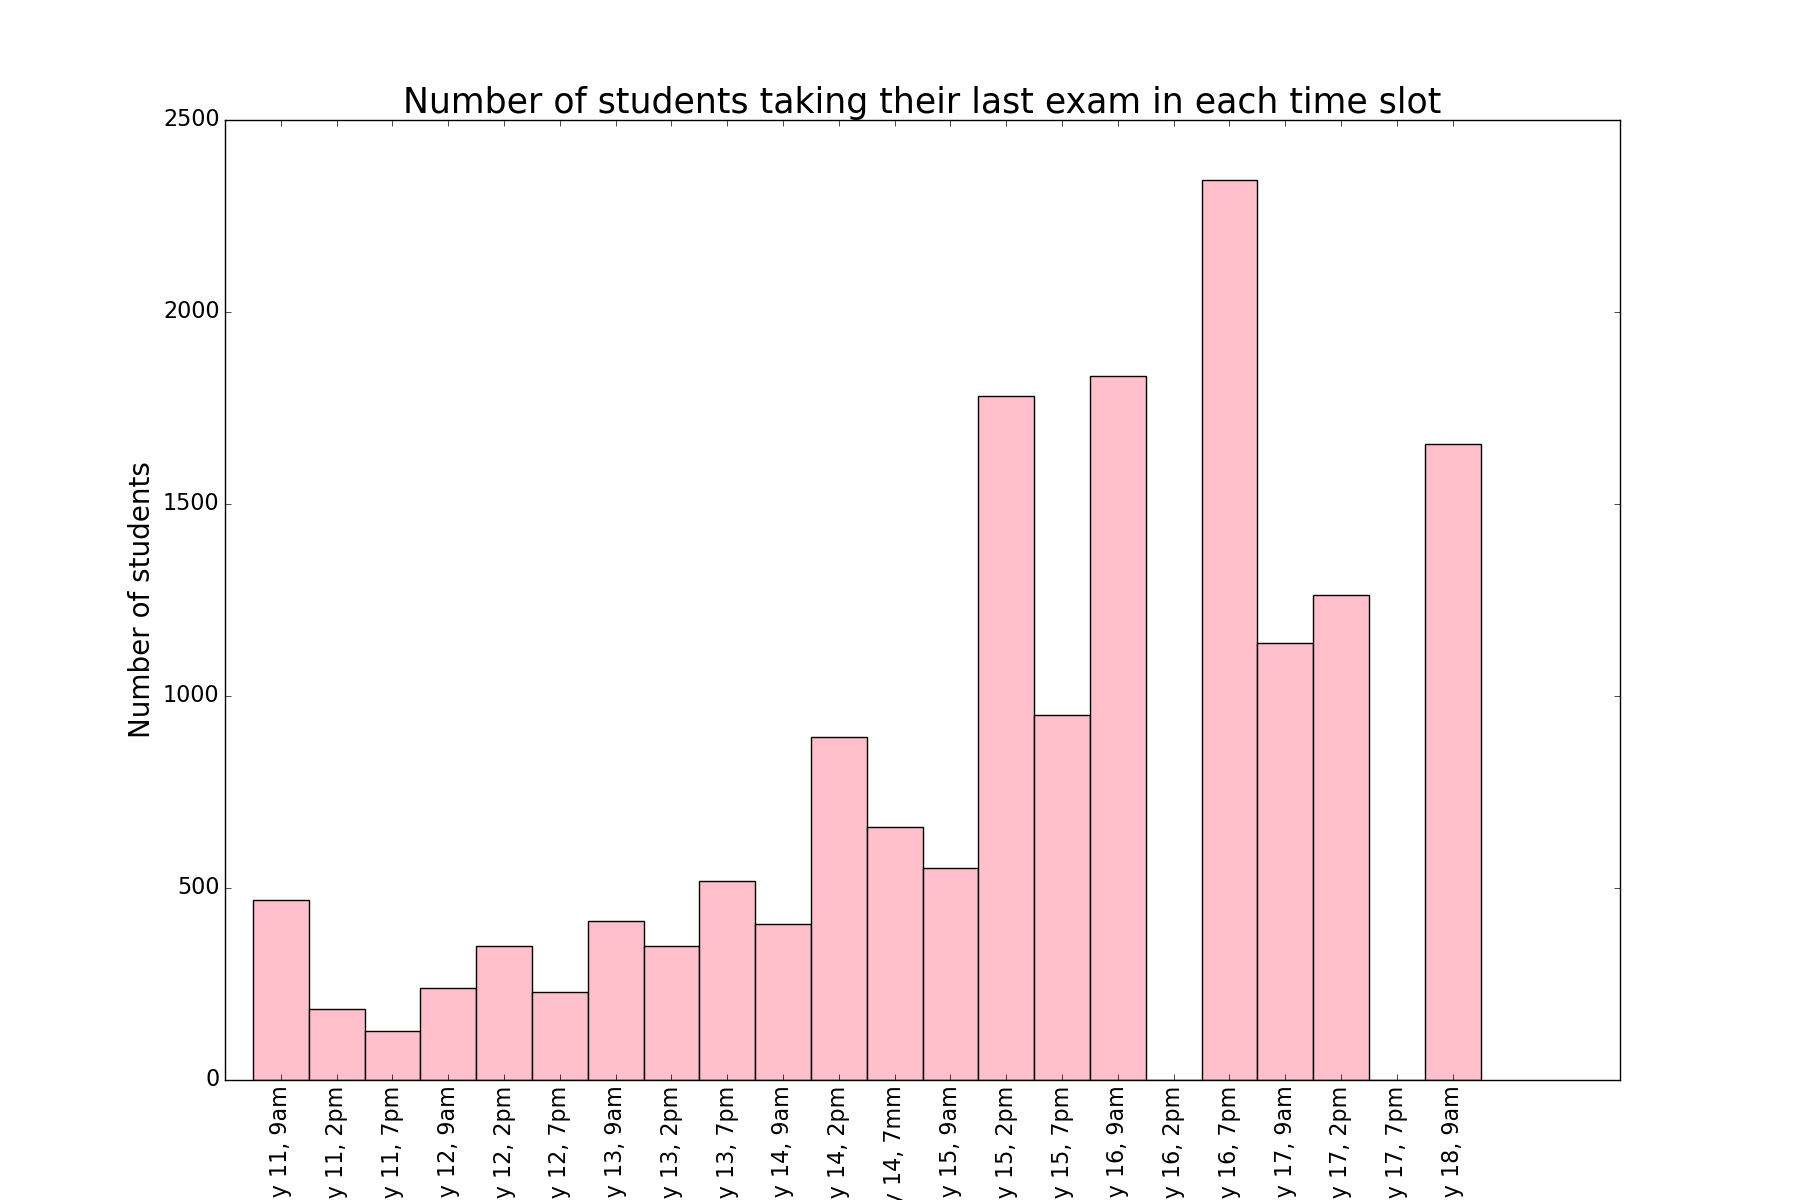 Number of students taking their last exam in each time slot
Number of students
2500
2000
1500
1000
500
0
y 11, 9am
y 11, 2pm
y 11, 7pm
y 12, 9am
y 12, 2pm
y 12, 7pm
y 13, 9am
y 13, 2pm
y 13, 7pm
y 14, 9am
y 14, 2pm
y 14, 7mm
y 15, 9am
y 15, 2pm
y 15, 7pm
y 16, 9am
y 16, 2pm
y 16, 7pm
y 17, 9am
y 17, 2pm
y 17, 7pm
y 18, 9am